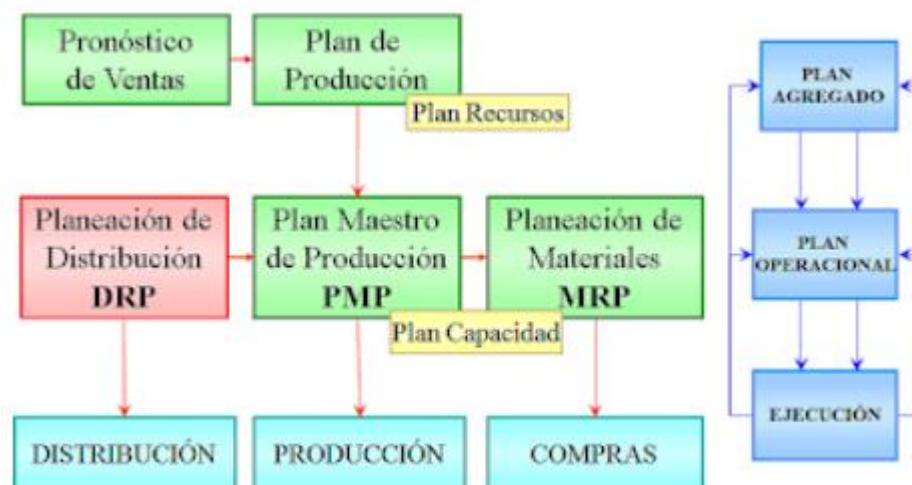 Pronóstico
de Ventas
Plan de
Producción
Plan Recursos
PLAN
AGREGADO
Planeación de
Distribución
DRP
Plan Maestro
de Producción
PMP
Plan Capacidad
Planeación de
Materiales
MRP
PLAN
OPERACIONAL
DISTRIBUCIÓN
PRODUCCIÓN
COMPRAS
EJECUCIÓN